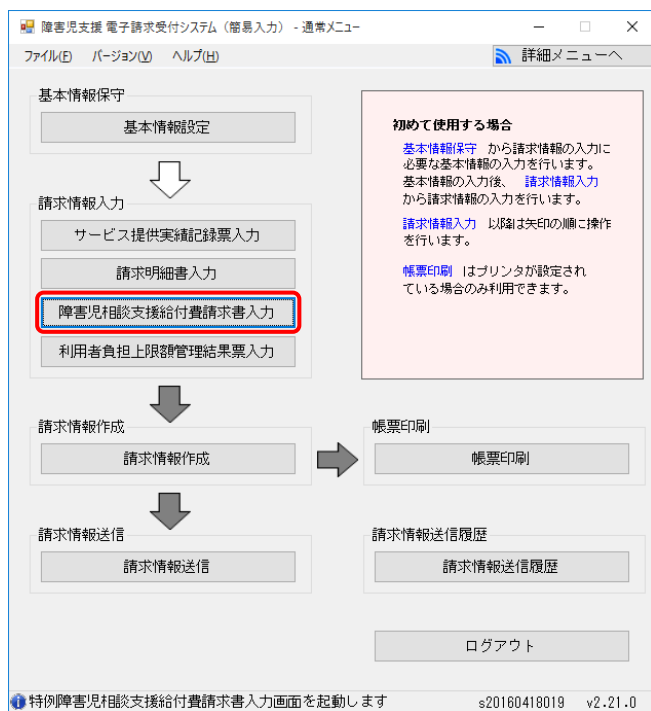 障害児支援 電子請求受付システム（簡易入力） - 通常メニュー
ファイル(F) バージョン(V) ヘルプ(H) 詳細メニューへ
基本情報保守
基本情報設定
請求情報入力
サービス提供実績記録票入力
請求明細書入力
障害児相談支援給付費請求書入力
利用者負担上限額管理結果票入力
初めて使用する場合
基本情報保守 から請求情報の入力に
必要な基本情報の入力を行います。
基本情報の入力後、 請求情報入力
から請求情報の入力を行います。
請求情報入力 以降は矢印の順に操作
を行います。
帳票印刷 はプリンタが設定され
ている場合のみ利用できます。
請求情報作成
請求情報作成
帳票印刷
帳票印刷
請求情報送信
請求情報送信
請求情報送信履歴
請求情報送信履歴
ログアウト
特例障害児相談支援給付費請求書入力画面を起動します s20160418019 v2.21.0